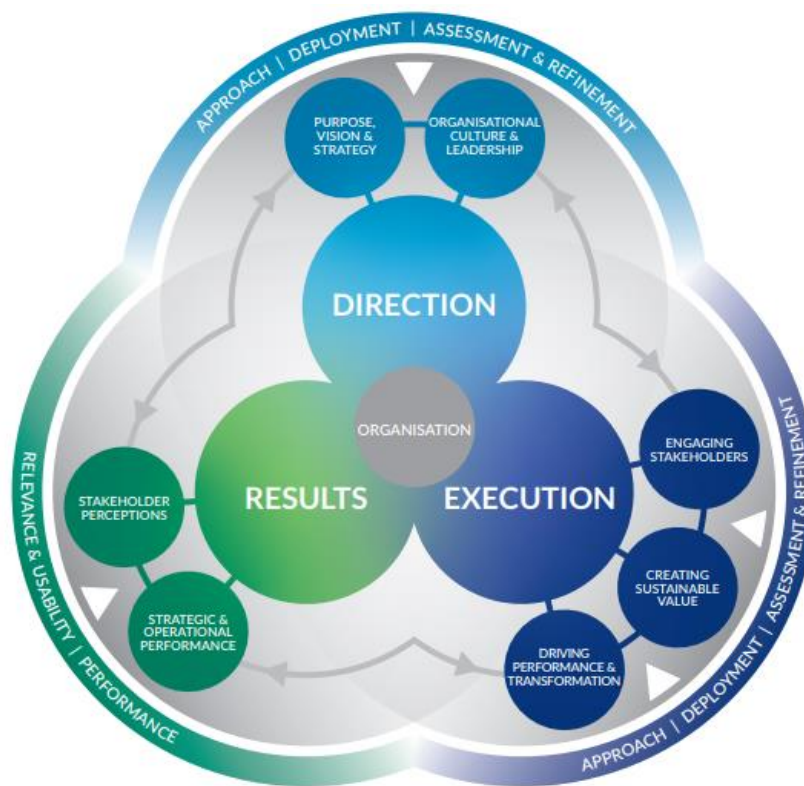 APPROACH | DEPLOYMENT | ASSESSMENT & REFINEMENT
PURPOSE,
VISION &
STRATEGY
ORGANISATIONAL
CULTURE &
LEADERSHIP
DIRECTION
ORGANISATION
RESULTS
EXECUTION
ENGAGING
STAKEHOLDERS
CREATING
SUSTAINABLE
VALUE
DRIVING
PERFORMANCE &
TRANSFORMATION
STAKEHOLDER
PERCEPTIONS
STRATEGIC &
OPERATIONAL
PERFORMANCE
RELEVANCE & USABILITY | PERFORMANCE
APPROACH | DEPLOYMENT | ASSESSMENT & REFINEMENT